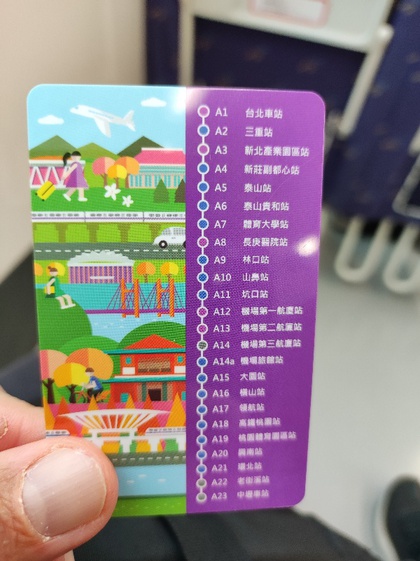 A1 台北車站
A2 三重站
A3 新北產業園區站
A4 新莊副都心站
A5 泰山站
A6 泰山貴和站
A7 體育大學站
A8 長庚醫院站
A9 林口站
A10 山鼻站
A11 坑口站
A12 機場第一航廈站
A13 機場第二航廈站
A14 機場第三航廈站
A14a 機場旅館站
A15 大園站
A16 橫山站
A17 領航站
A18 高鐵桃園站
A19 桃園體育園區站
A20 興南站
A21 環北站
A22 老街溪站
A23 中壢車站